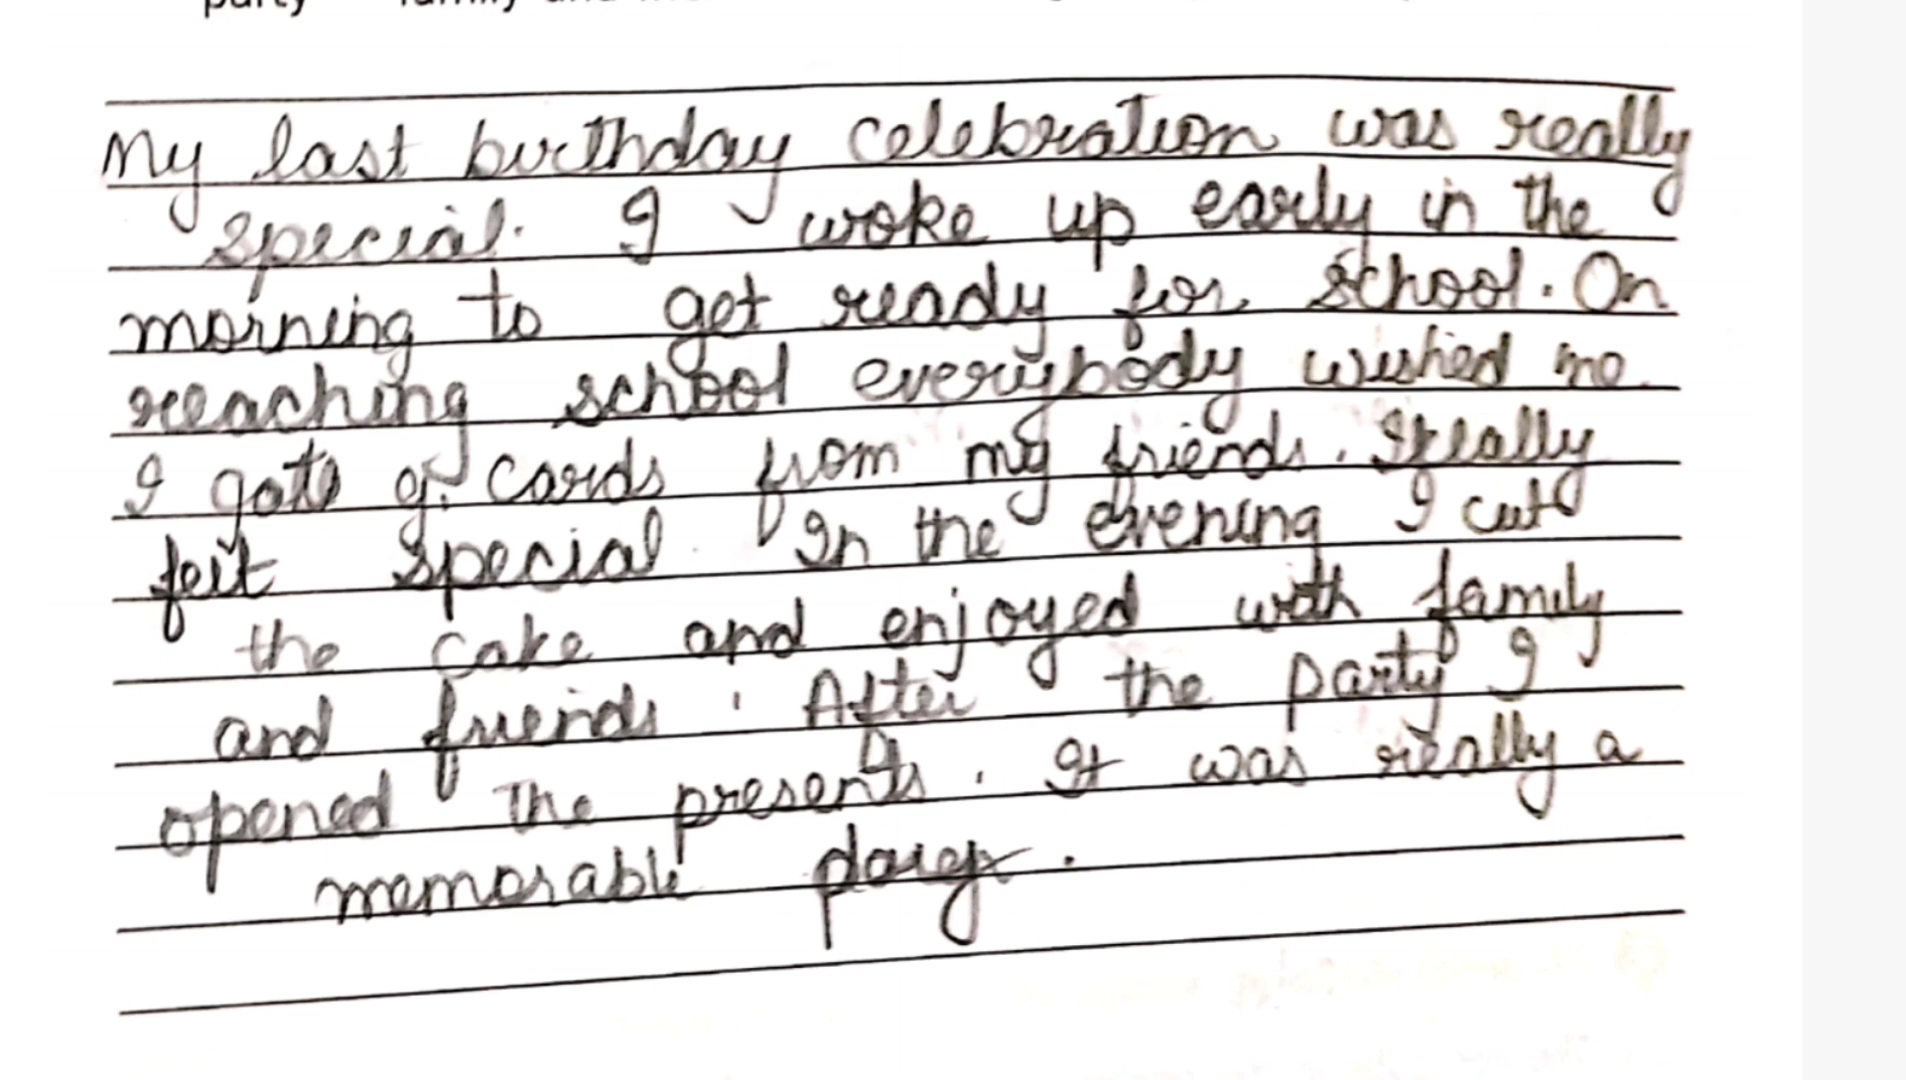 My last birthday celebration was really
special. I woke up early in the
morning to get ready for school. On
reaching school everybody wished me
I gots cards from my friends. I really
felt special. In the evening I cut
the cake and enjoyed with family
and friends. After the party I
opened the presents. It was really a
memorable